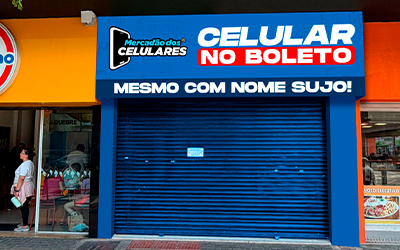 Mercadão dos
CELULARES
CELULAR
NO BOLETO
MESMO COM NOME SUJO!